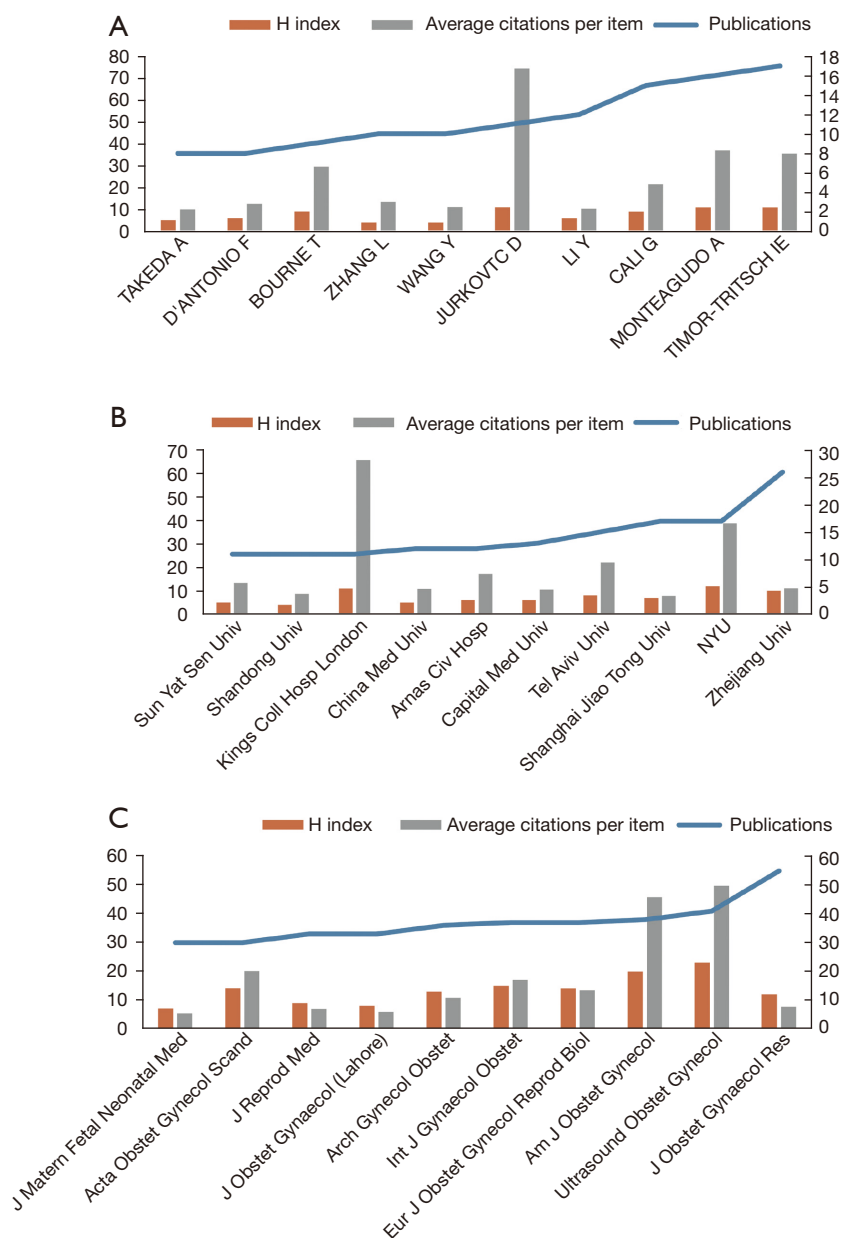 A
H index
Average citations per item
Publications
80
70
60
50
40
30
20
10
0
18
16
14
12
10
8
6
4
2
0
TAKEDA A
D'ANTONIO F
BOURNE T
ZHANG L
WANG Y
JURKOVTC D
LI Y
CALI G
MONTEAGUDO A
TIMOR-TRITSCH IE
B
H index
Average citations per item
Publications
70
60
50
40
30
20
10
0
30
25
20
15
10
5
0
Sun Yat Sen Univ
Shandong Univ
Kings Coll Hosp London
China Med Univ
Arnas Civ Hosp
Capital Med Univ
Tel Aviv Univ
Shanghai Jiao Tong Univ
NYU
Zhejiang Univ
C
H index
Average citations per item
Publications
60
50
40
30
20
10
0
60
50
40
30
20
10
0
J Matern Fetal Neonatal Med
Acta Obstet Gynecol Scand
J Reprod Med
J Obstet Gynaecol (Lahore)
Arch Gynecol Obstet
Int J Gynaecol Obstet
Eur J Obstet Gynecol Reprod Biol
Am J Obstet Gynecol
Ultrasound Obstet Gynecol
J Obstet Gynaecol Res